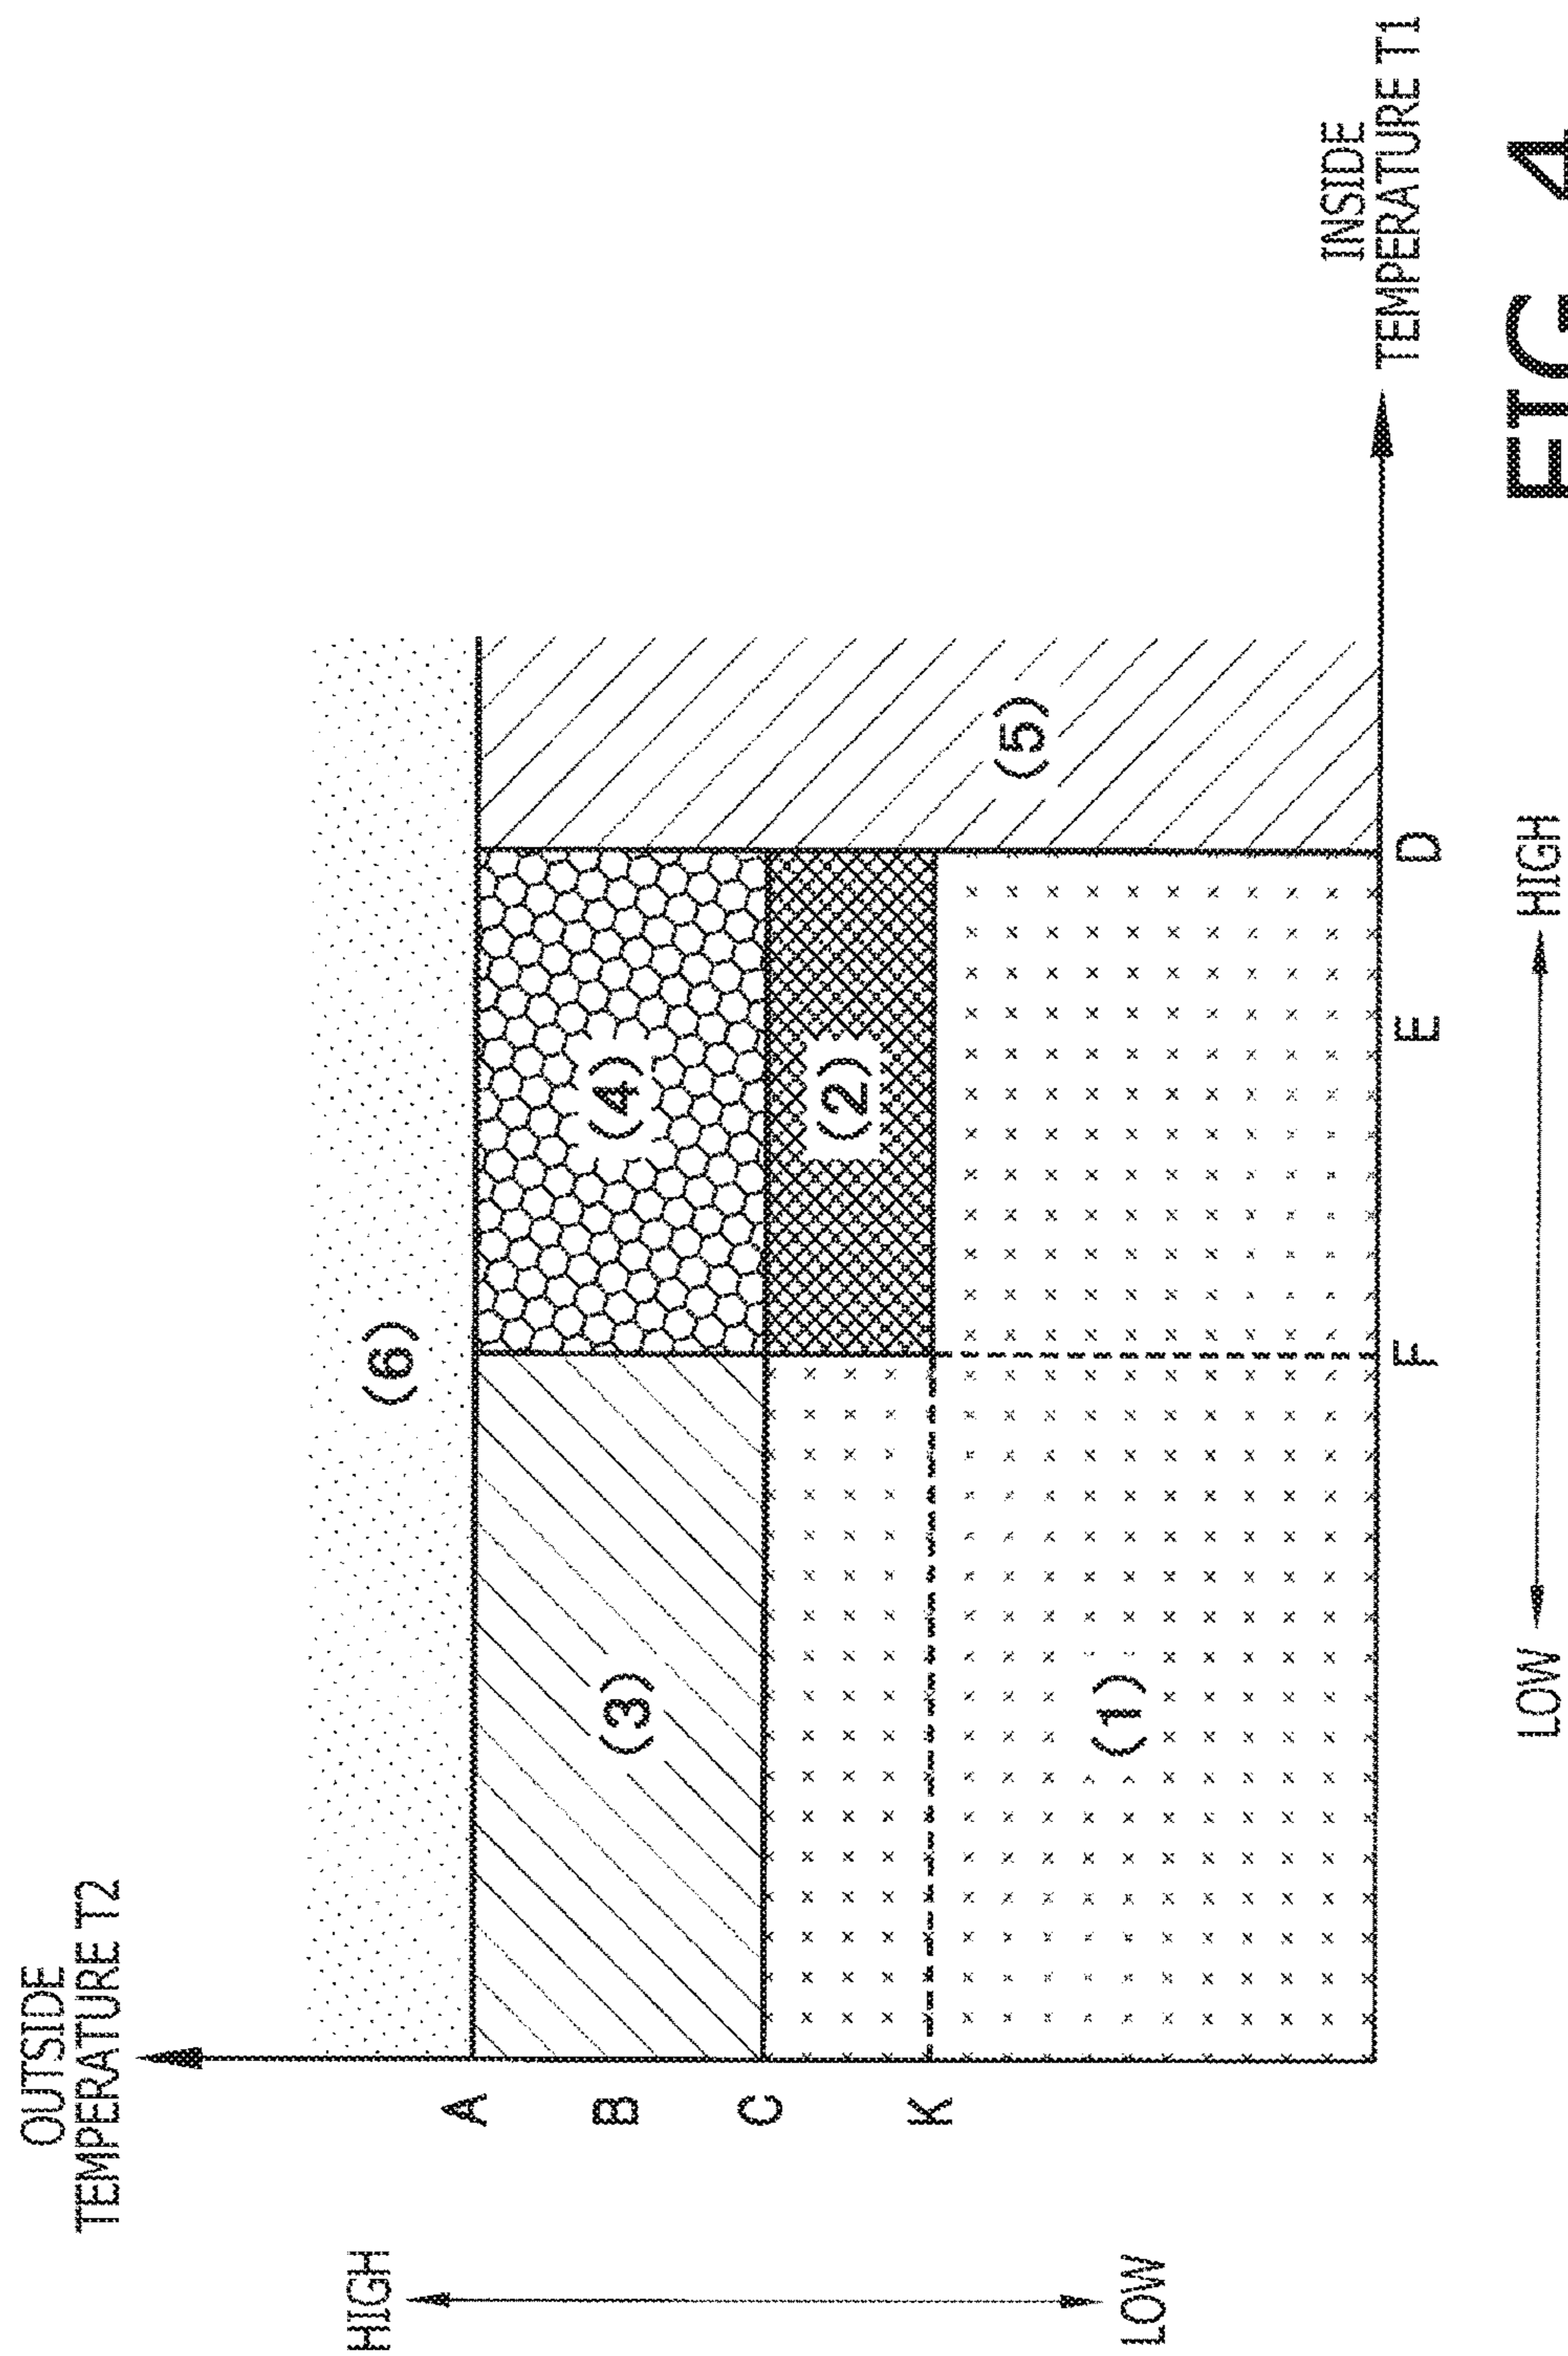 OUTSIDE
TEMPERATURE T2
HIGH
LOW
A
B
C
K
(6)
(3)
(4)
(2)
(1)
(5)
F
E
D
INSIDE
TEMPERATURE T1
LOW
HIGH
FIG. 4